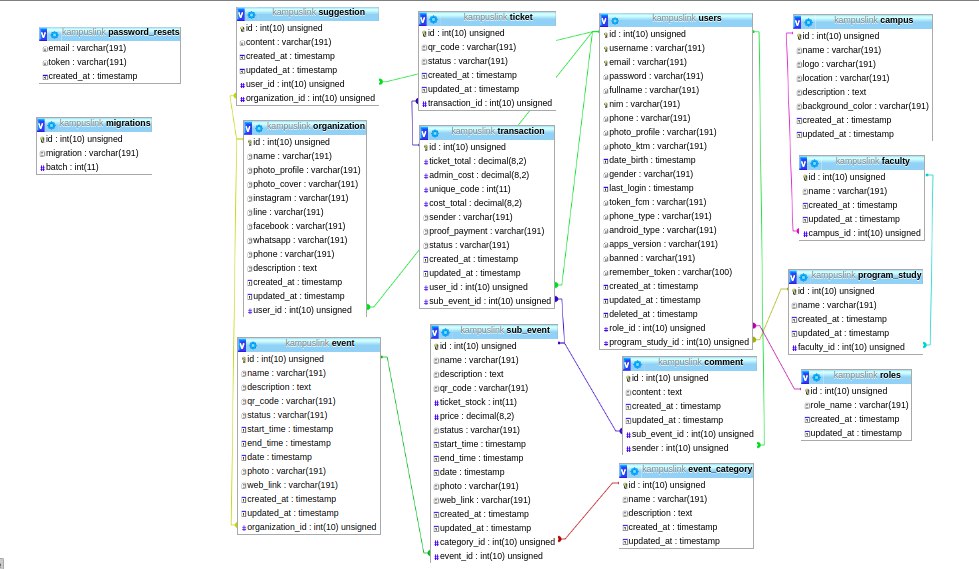 kampuslink password_resets
email : varchar(191)
token : varchar(191)
created_at : timestamp
kampuslink migrations
id : int(10) unsigned
migration : varchar(191)
batch : int(11)
kampuslink suggestion
id : int(10) unsigned
content : varchar(191)
created_at : timestamp
updated_at : timestamp
user_id : int(10) unsigned
organization_id : int(10) unsigned
kampuslink organization
id : int(10) unsigned
name : varchar(191)
photo_profile : varchar(191)
photo_cover : varchar(191)
instagram : varchar(191)
line : varchar(191)
facebook : varchar(191)
whatsapp : varchar(191)
phone : varchar(191)
description : text
created_at : timestamp
updated_at : timestamp
user_id : int(10) unsigned
kampuslink event
id : int(10) unsigned
name : varchar(191)
description : text
qr_code : varchar(191)
status : varchar(191)
start_time : timestamp
end_time : timestamp
date : timestamp
photo : varchar(191)
web_link : varchar(191)
created_at : timestamp
updated_at : timestamp
organization_id : int(10) unsigned
kampuslink ticket
id : int(10) unsigned
qr_code : varchar(191)
status : varchar(191)
created_at : timestamp
updated_at : timestamp
transaction_id : int(10) unsigned
kampuslink transaction
id : int(10) unsigned
ticket_total : decimal(8,2)
admin_cost : decimal(8,2)
unique_code : int(11)
cost_total : decimal(8,2)
sender : varchar(191)
proof_payment : varchar(191)
status : varchar(191)
created_at : timestamp
updated_at : timestamp
user_id : int(10) unsigned
sub_event_id : int(10) unsigned
kampuslink sub_event
id : int(10) unsigned
name : varchar(191)
description : text
qr_code : varchar(191)
ticket_stock : int(11)
price : decimal(8,2)
status : varchar(191)
start_time : timestamp
end_time : timestamp
date : timestamp
photo : varchar(191)
web_link : varchar(191)
created_at : timestamp
updated_at : timestamp
category_id : int(10) unsigned
event_id : int(10) unsigned
kampuslink users
id : int(10) unsigned
username : varchar(191)
email : varchar(191)
password : varchar(191)
fullname : varchar(191)
nim : varchar(191)
phone : varchar(191)
photo_profile : varchar(191)
photo_ktm : varchar(191)
date_birth : timestamp
gender : varchar(191)
last_login : timestamp
token_fcm : varchar(191)
phone_type : varchar(191)
android_type : varchar(191)
apps_version : varchar(191)
banned : varchar(191)
remember_token : varchar(100)
created_at : timestamp
updated_at : timestamp
deleted_at : timestamp
role_id : int(10) unsigned
program_study_id : int(10) unsigned
kampuslink comment
id : int(10) unsigned
content : text
created_at : timestamp
updated_at : timestamp
sub_event_id : int(10) unsigned
sender : int(10) unsigned
kampuslink event_category
id : int(10) unsigned
name : varchar(191)
description : text
created_at : timestamp
updated_at : timestamp
kampuslink campus
id : int(10) unsigned
name : varchar(191)
logo : varchar(191)
location : varchar(191)
description : text
background_color : varchar(191)
created_at : timestamp
updated_at : timestamp
kampuslink faculty
id : int(10) unsigned
name : varchar(191)
created_at : timestamp
updated_at : timestamp
campus_id : int(10) unsigned
kampuslink program_study
id : int(10) unsigned
name : varchar(191)
created_at : timestamp
updated_at : timestamp
faculty_id : int(10) unsigned
kampuslink roles
id : int(10) unsigned
role_name : varchar(191)
created_at : timestamp
updated_at : timestamp